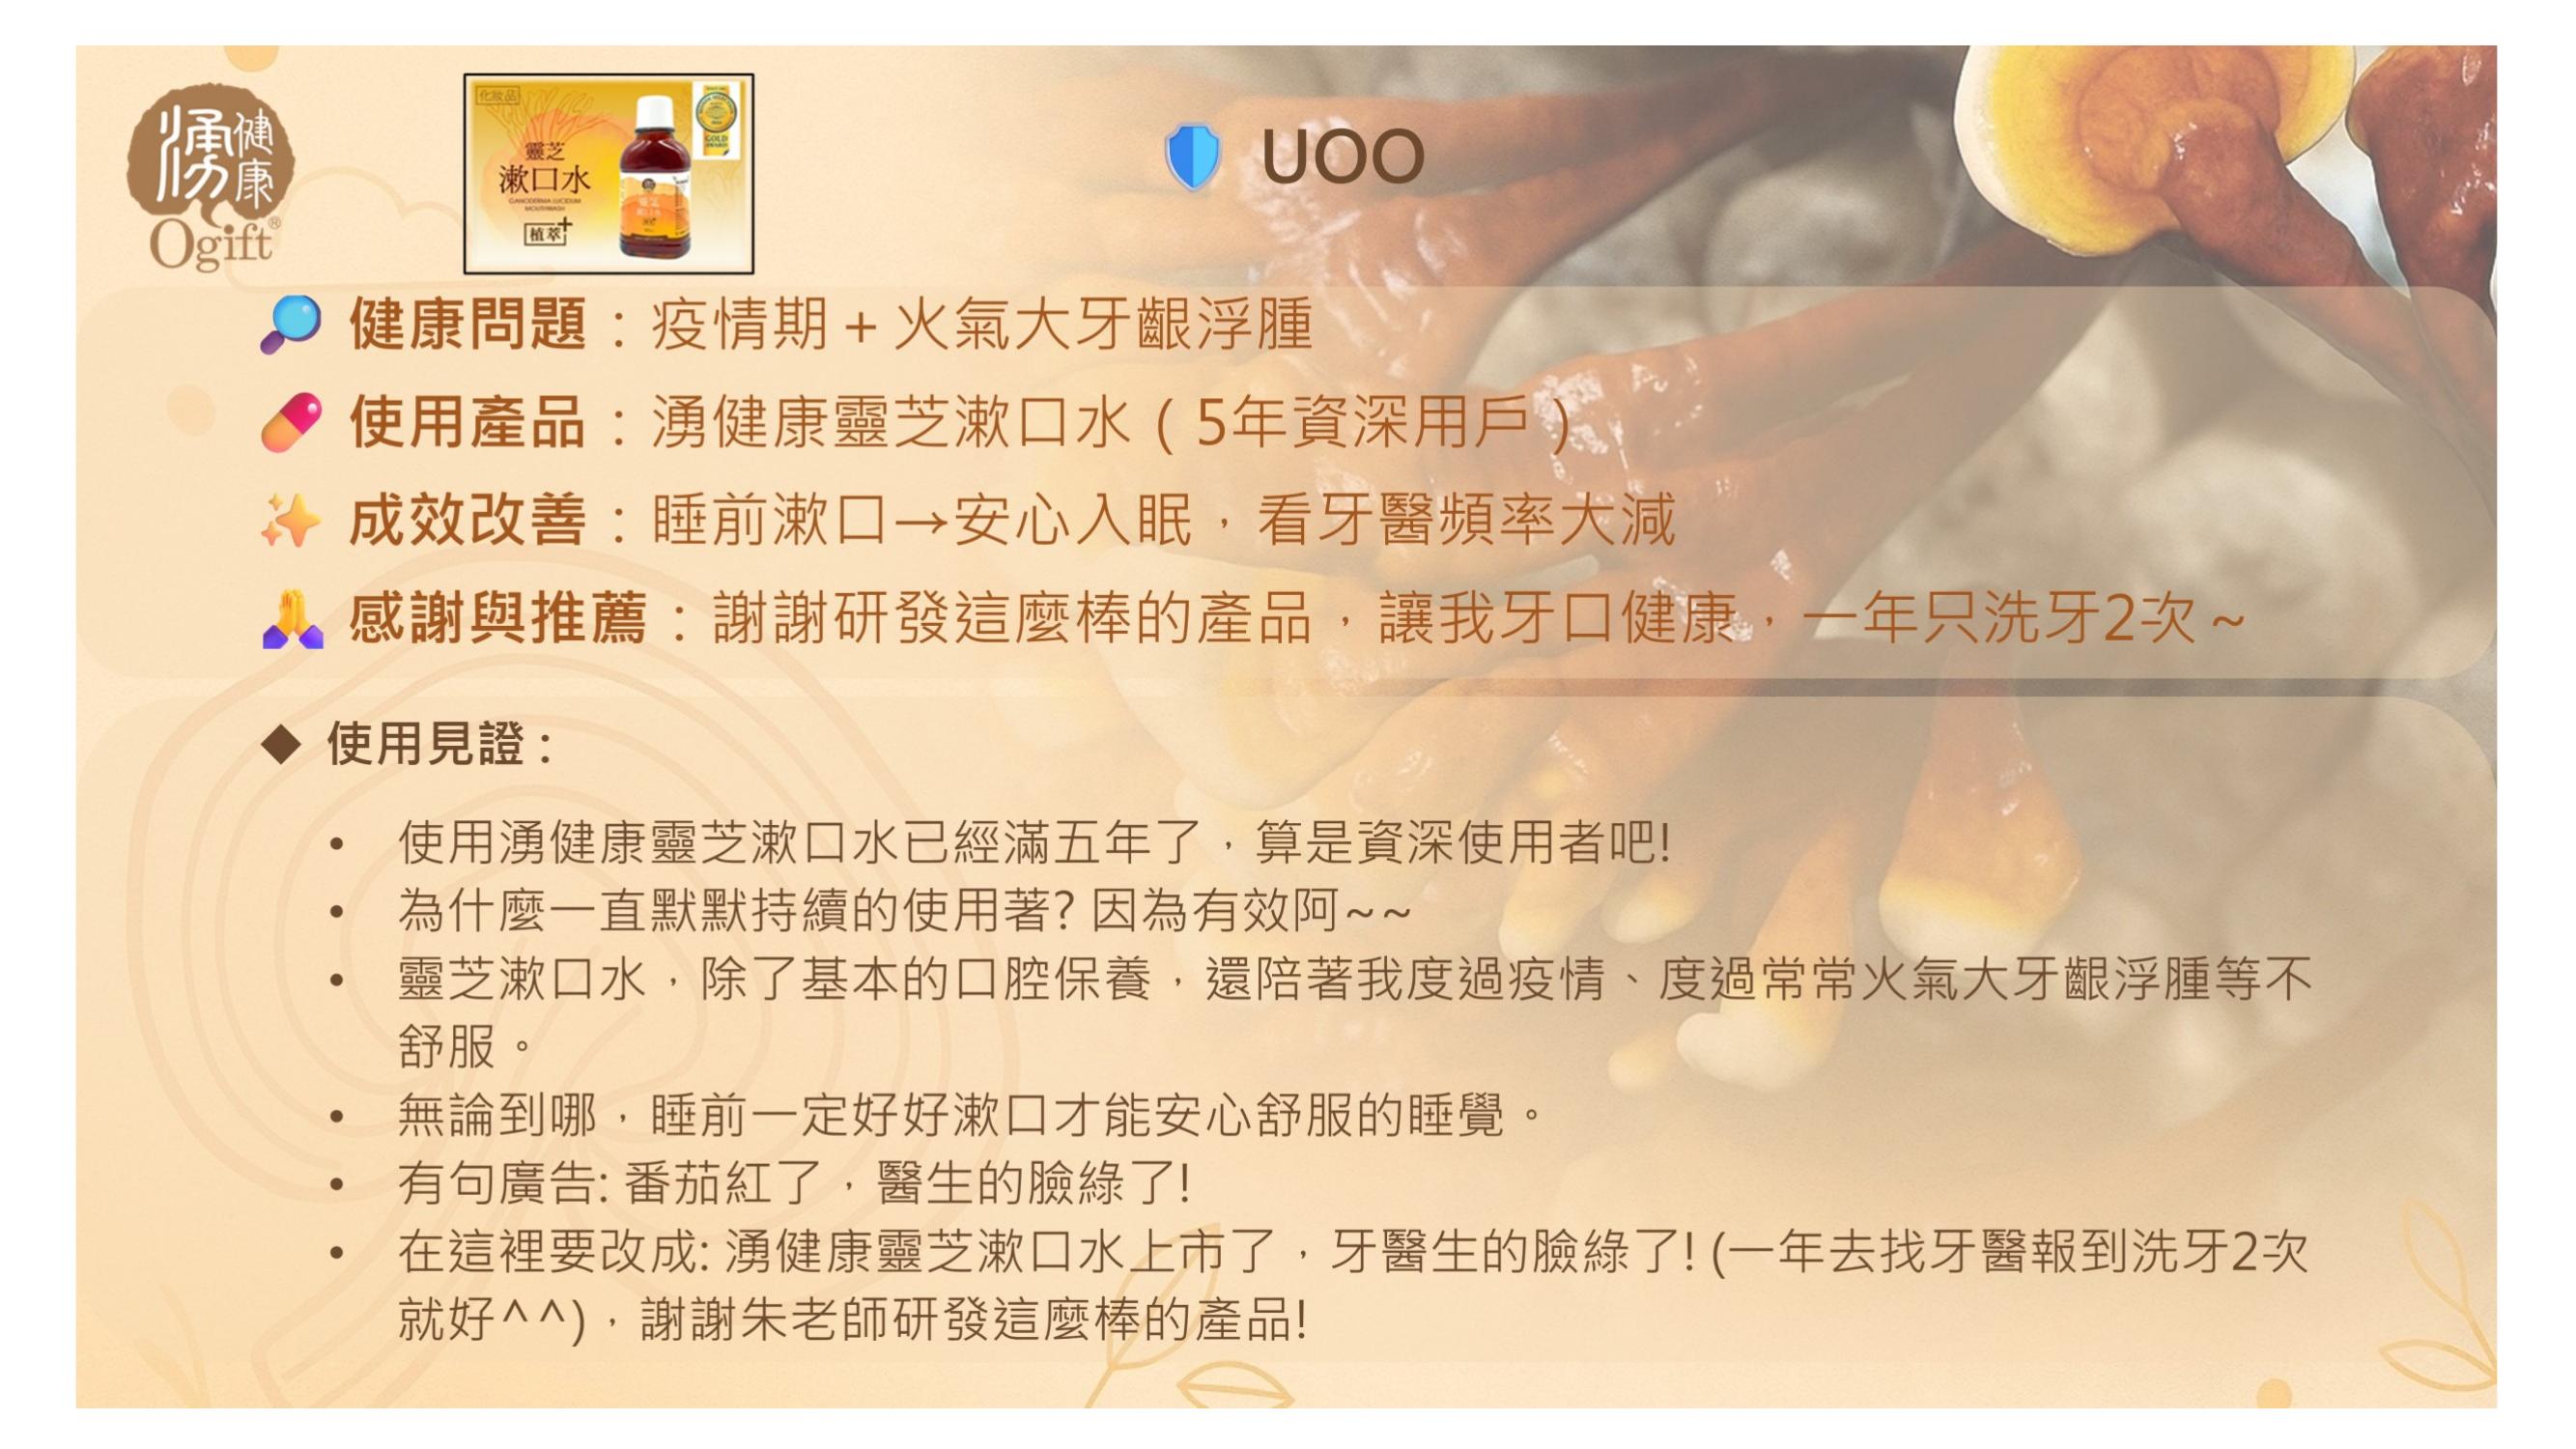 湧健康
Ogift®
化妝品
靈芝
漱口水
GANODERMA LUCIDUM
MOUTHWASH
植萃+
GOLD
AWARD
UOO
健康問題：疫情期+火氣大牙齦浮腫
使用產品：湧健康靈芝漱口水（5年資深用戶）
成效改善：睡前漱口→安心入眠，看牙醫頻率大減
感謝與推薦：謝謝研發這麼棒的產品，讓我牙口健康，一年只洗牙2次~
◆ 使用見證：
• 使用湧健康靈芝漱口水已經滿五年了，算是資深使用者吧!
• 為什麼一直默默持續的使用著? 因為有效阿~~
• 靈芝漱口水，除了基本的口腔保養，還陪著我度過疫情、度過常常火氣大牙齦浮腫等不
舒服。
• 無論到哪，睡前一定好好漱口才能安心舒服的睡覺。
• 有句廣告: 番茄紅了，醫生的臉綠了!
• 在這裡要改成: 湧健康靈芝漱口水上市了，牙醫生的臉綠了! (一年去找牙醫報到洗牙2次
就好^^)，謝謝朱老師研發這麼棒的產品!